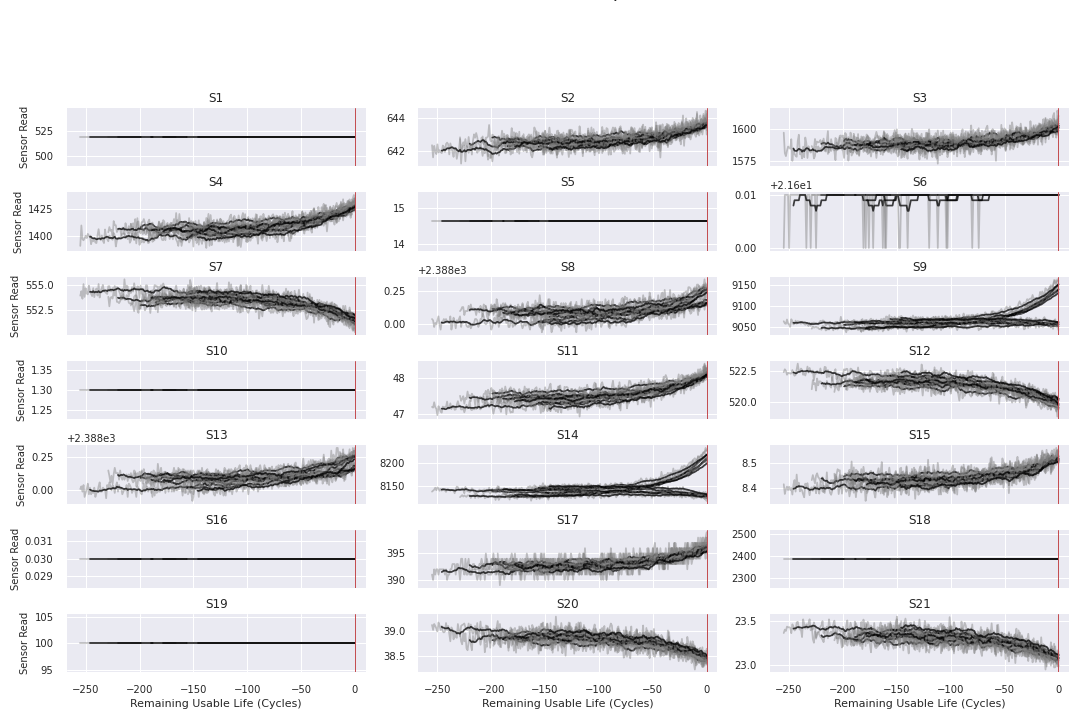 S1
S2
S3
Sensor Read
525
500
644
642
1600
1575
S4
S5
S6
Sensor Read
1425
1400
15
14
+2.16e1
0.01
0.00
S7
S8
S9
Sensor Read
555.0
552.5
+2.388e3
0.25
0.00
9150
9100
9050
S10
S11
S12
Sensor Read
1.35
1.30
1.25
48
47
522.5
520.0
S13
S14
S15
Sensor Read
+2.388e3
0.25
0.00
8200
8150
8.5
8.4
S16
S17
S18
Sensor Read
0.031
0.030
0.029
395
390
2500
2400
2300
S19
S20
S21
Sensor Read
105
100
95
39.0
38.5
23.5
23.0
−250 −200 −150 −100 −50 0
−250 −200 −150 −100 −50 0
−250 −200 −150 −100 −50 0
Remaining Usable Life (Cycles)
Remaining Usable Life (Cycles)
Remaining Usable Life (Cycles)